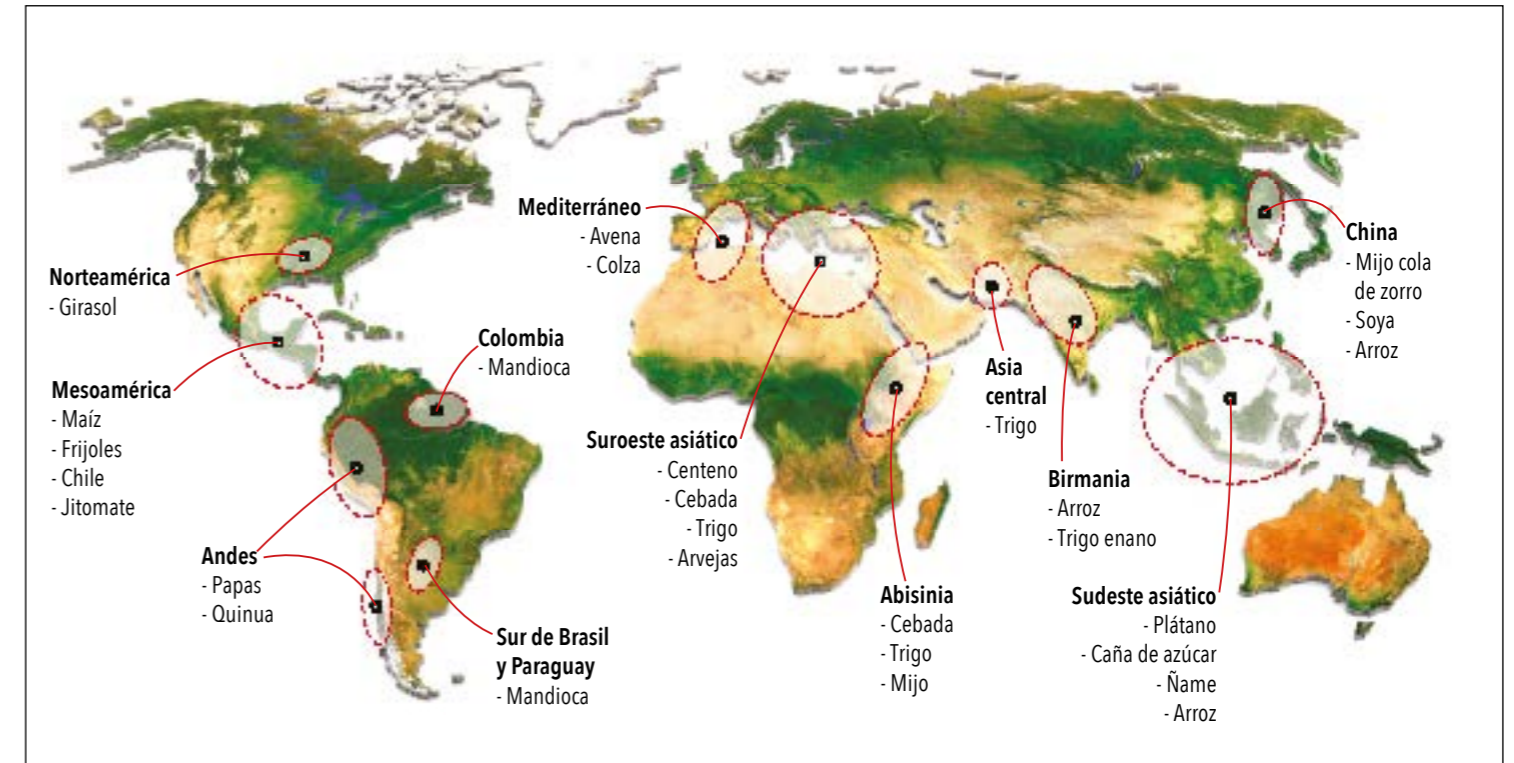 Norteamérica
- Girasol
Mesoamérica
- Maíz
- Frijoles
- Chile
- Jitomate
Colombia
- Mandioca
Andes
- Papas
- Quinua
Sur de Brasil
y Paraguay
- Mandioca
Mediterráneo
- Avena
- Colza
Suroeste asiático
- Centeno
- Cebada
- Trigo
- Arvejas
Abisinia
- Cebada
- Trigo
- Mijo
Asia
central
- Trigo
Birmania
- Arroz
- Trigo enano
Sudeste asiático
- Plátano
- Caña de azúcar
- Ñame
- Arroz
China
- Mijo cola
de zorro
- Soya
- Arroz